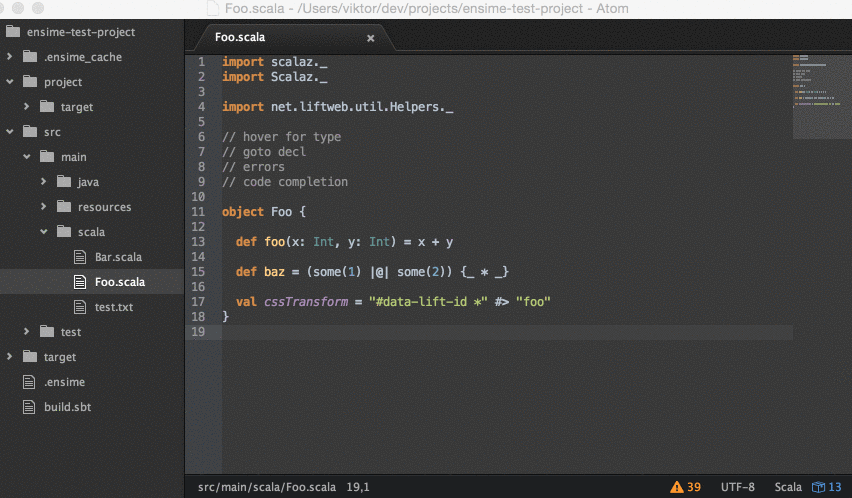 Foo.scala - /Users/viktor/dev/projects/ensime-test-project - Atom
ensime-test-project
.ensime_cache
project
target
src
main
java
resources
scala
Bar.scala
Foo.scala
test.txt
test
target
.ensime
build.sbt
Foo.scala ×
1 import scalaz._
2 import Scalaz._
3
4 import net.liftweb.util.Helpers._
5
6 // hover for type
7 // goto decl
8 // errors
9 // code completion
10
11 object Foo {
12
13 def foo(x: Int, y: Int) = x + y
14
15 def baz = (some(1) |@| some(2)) {_ * _}
16
17 val cssTransform = "#data-lift-id *" #> "foo"
18 }
19
src/main/scala/Foo.scala 19,1 39 UTF-8 Scala 13